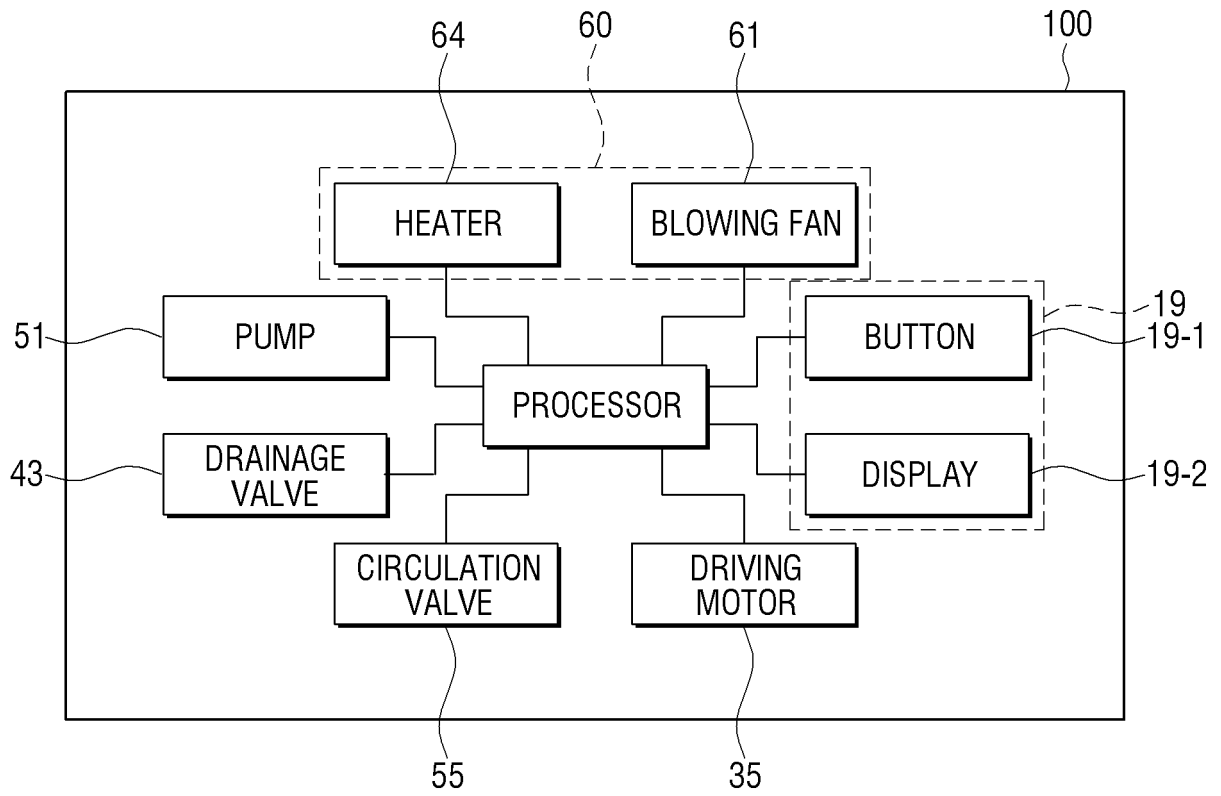 64
60
61
100
HEATER
BLOWING FAN
51
PUMP
BUTTON
19
19-1
PROCESSOR
43
DRAINAGE
VALVE
DISPLAY
19-2
CIRCULATION
VALVE
DRIVING
MOTOR
55
35